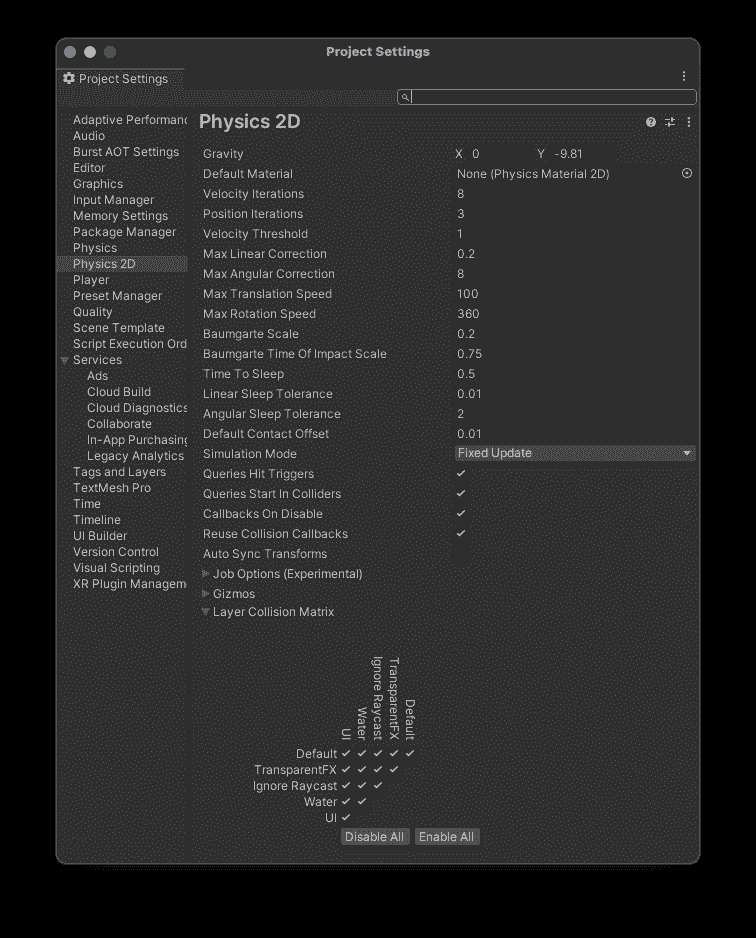 Project Settings
Project Settings
Adaptive Performanc
Audio
Burst AOT Settings
Editor
Graphics
Input Manager
Memory Settings
Package Manager
Physics
Physics 2D
Player
Preset Manager
Quality
Scene Template
Script Execution Ord
Services
Ads
Cloud Build
Cloud Diagnostics
Collaborate
In-App Purchasing
Legacy Analytics
Tags and Layers
TextMesh Pro
Time
Timeline
UI Builder
Version Control
Visual Scripting
XR Plugin Managem
Physics 2D
Gravity X 0 Y -9.81
Default Material None (Physics Material 2D)
Velocity Iterations 8
Position Iterations 3
Velocity Threshold 1
Max Linear Correction 0.2
Max Angular Correction 8
Max Translation Speed 100
Max Rotation Speed 360
Baumgarte Scale 0.2
Baumgarte Time Of Impact Scale 0.75
Time To Sleep 0.5
Linear Sleep Tolerance 0.01
Angular Sleep Tolerance 2
Default Contact Offset 0.01
Simulation Mode Fixed Update
Queries Hit Triggers
Queries Start In Colliders
Callbacks On Disable
Reuse Collision Callbacks
Auto Sync Transforms
Job Options (Experimental)
Gizmos
Layer Collision Matrix
UI
Water
Ignore Raycast
TransparentFX
Default
Default
TransparentFX
Ignore Raycast
Water
UI
Disable All Enable All